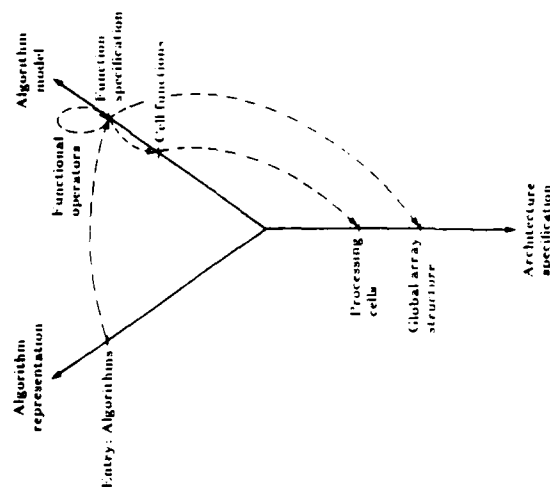 Algorithm
representation
Entry: Algorithms
Algorithm
model
Functional
operators
Function
specification
Cell functions
Processing
cells
Global array
structure
Architecture
specification